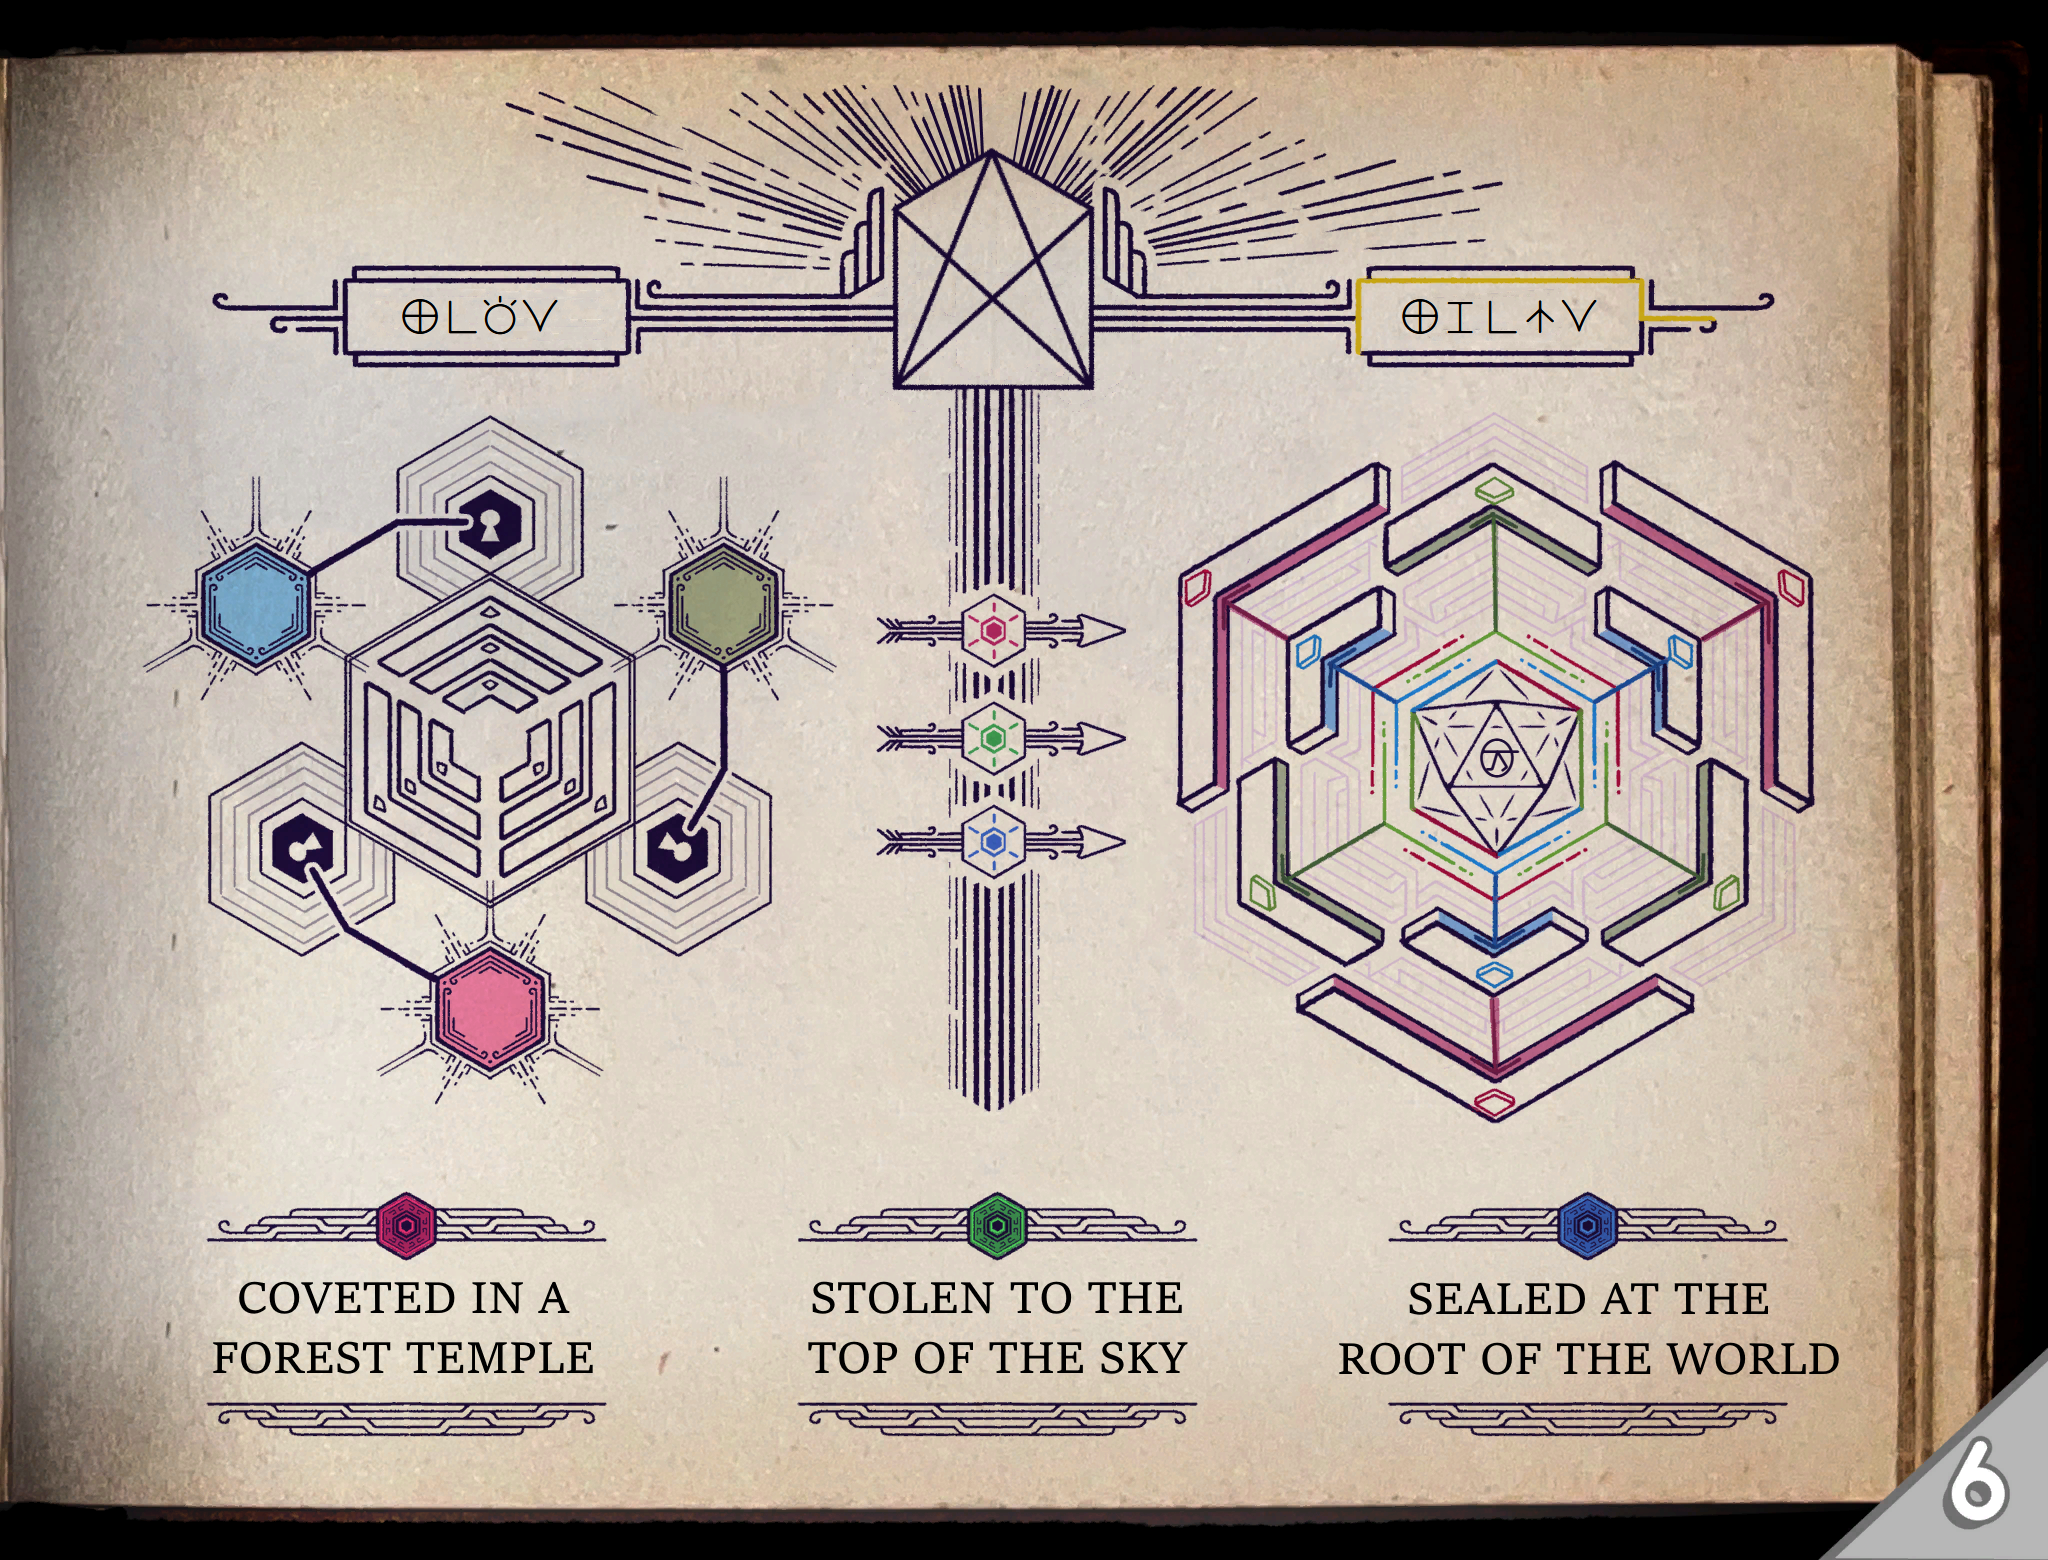 COVETED IN A
FOREST TEMPLE
STOLEN TO THE
TOP OF THE SKY
SEALED AT THE
ROOT OF THE WORLD
6